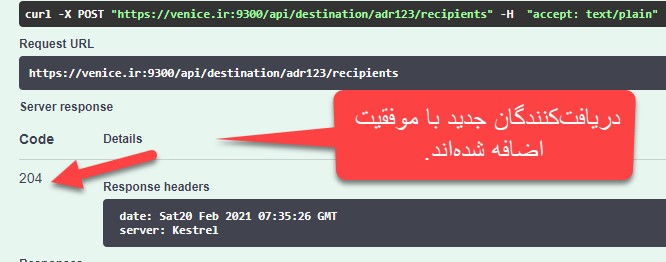 curl -X POST "https://venice.ir:9300/api/destination/adr123/recipients" -H  "accept: text/plain"
Request URL
https://venice.ir:9300/api/destination/adr123/recipients
Server response
Code
Details
دریافت‌کنندگان جدید با موفقیت
اضافه شده‌اند.
204
Response headers
date: Sat20 Feb 2021 07:35:26 GMT
server: Kestrel